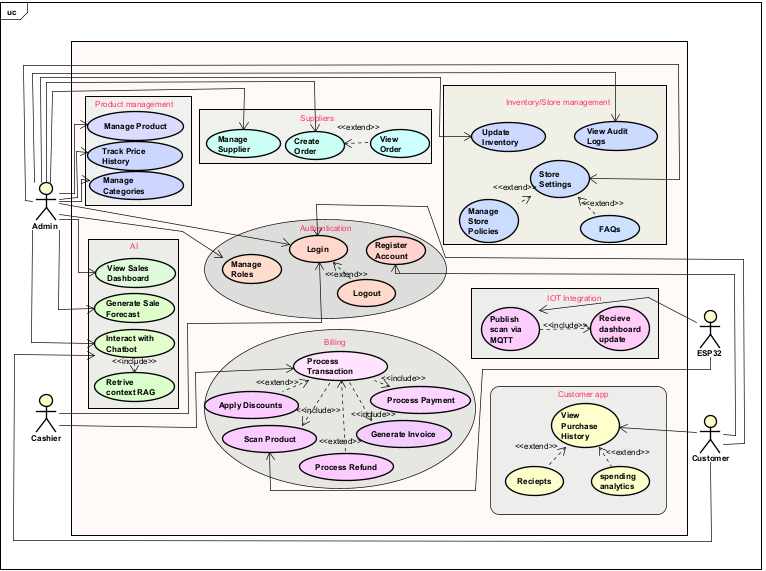 uc
Product management
Manage Product
Track Price
History
Manage
Categories
Suppliers
Manage
Supplier
Create
Order
<<extend>>
View
Order
Inventory/Store management
Update
Inventory
View Audit
Logs
Store
Settings
<<extend>>
Manage
Store
Policies
<<extend>>
FAQs
Admin
Authentication
Login
Register
Account
Manage
Roles
<<extend>>
Logout
AI
View Sales
Dashboard
Generate Sale
Forecast
Interact with
Chatbot
<<include>>
Retrive
context RAG
IOT Integration
Publish
scan via
MQTT
<<include>>
Recieve
dashboard
update
ESP32
Billing
Process
Transaction
<<extend>>
<<include>>
Apply Discounts
Process Payment
<<include>>
<<include>>
Scan Product
Generate Invoice
<<extend>>
Process Refund
Cashier
Customer app
View
Purchase
History
<<extend>>
<<extend>>
Reciepts
spending
analytics
Customer